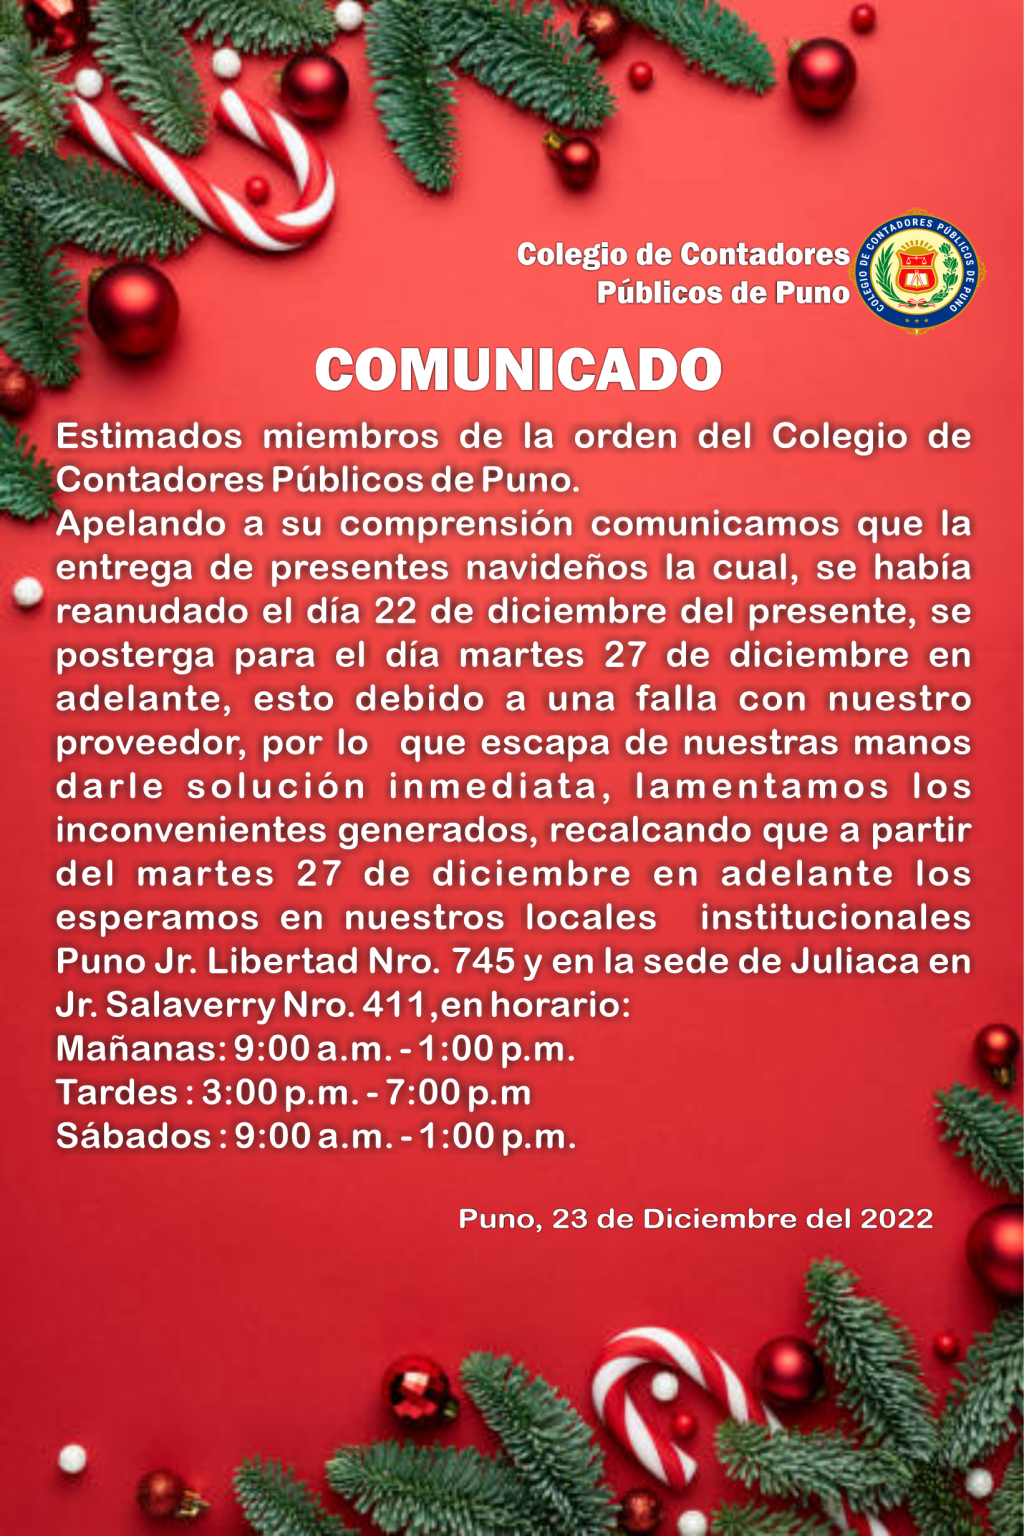 Colegio de Contadores
Públicos de Puno
COLEGIO DE CONTADORES PÚBLICOS DE PUNO
COMUNICADO
Estimados miembros de la orden del Colegio de
Contadores Públicos de Puno.
Apelando a su comprensión comunicamos que la
entrega de presentes navideños la cual, se había
reanudado el día 22 de diciembre del presente, se
posterga para el día martes 27 de diciembre en
adelante, esto debido a una falla con nuestro
proveedor, por lo que escapa de nuestras manos
darle solución inmediata, lamentamos los
inconvenientes generados, recalcando que a partir
del martes 27 de diciembre en adelante los
esperamos en nuestros locales institucionales
Puno Jr. Libertad Nro. 745 y en la sede de Juliaca en
Jr. Salaverry Nro. 411,en horario:
Mañanas: 9:00 a.m. - 1:00 p.m.
Tardes : 3:00 p.m. - 7:00 p.m
Sábados : 9:00 a.m. - 1:00 p.m.
Puno, 23 de Diciembre del 2022